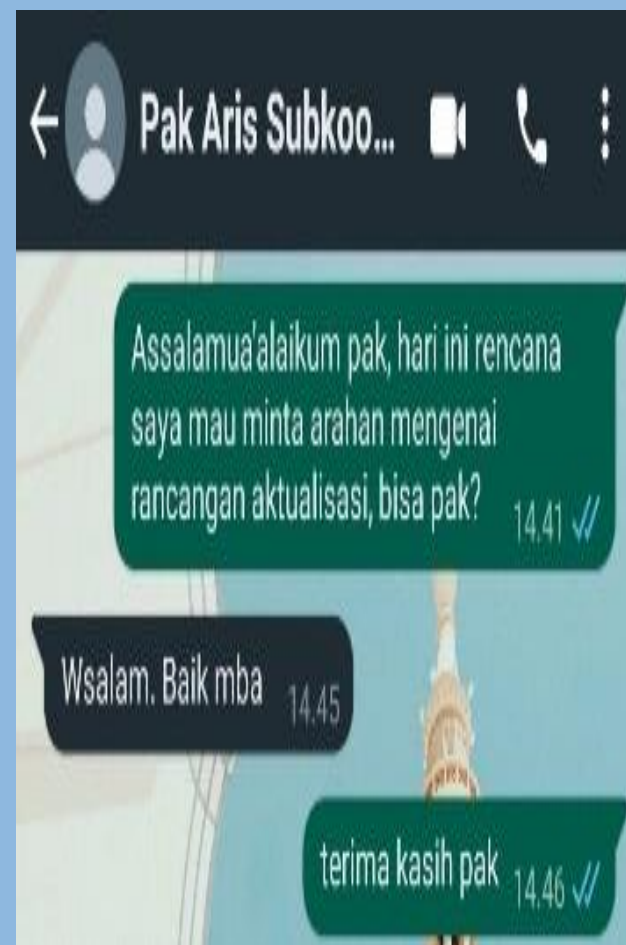 Pak Aris Subkoo...
Assalamua'alaikum pak, hari ini rencana
saya mau minta arahan mengenai
rancangan aktualisasi, bisa pak?
14.41
Wsalam. Baik mba
14.45
terima kasih pak
14.46